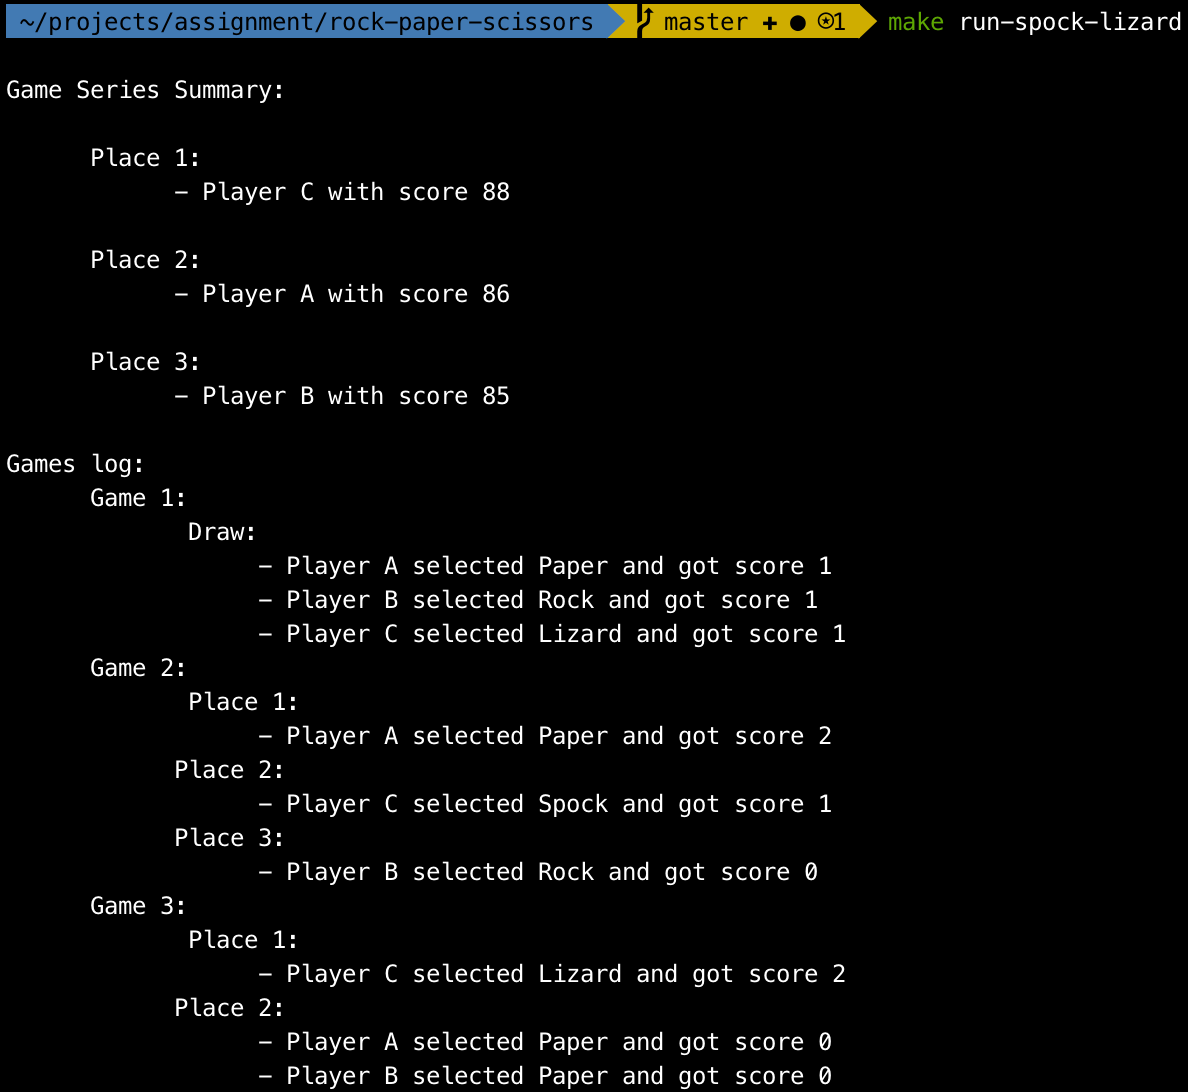 ~/projects/assignment/rock-paper-scissors master ✚ ● ⍟1 make run-spock-lizard
Game Series Summary:
Place 1:
- Player C with score 88
Place 2:
- Player A with score 86
Place 3:
- Player B with score 85
Games log:
Game 1:
Draw:
- Player A selected Paper and got score 1
- Player B selected Rock and got score 1
- Player C selected Lizard and got score 1
Game 2:
Place 1:
- Player A selected Paper and got score 2
Place 2:
- Player C selected Spock and got score 1
Place 3:
- Player B selected Rock and got score 0
Game 3:
Place 1:
- Player C selected Lizard and got score 2
Place 2:
- Player A selected Paper and got score 0
- Player B selected Paper and got score 0